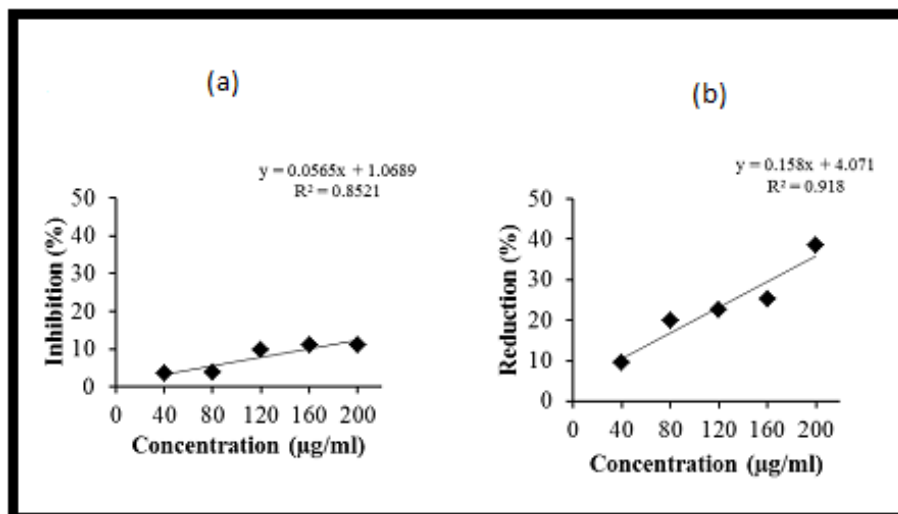 (a)
y = 0.0565x + 1.0689
R² = 0.8521
50
40
30
20
10
0
Inhibition (%)
0 40 80 120 160 200
Concentration (µg/ml)
(b)
y = 0.158x + 4.071
R² = 0.918
50
40
30
20
10
0
Reduction (%)
0 40 80 120 160 200
Concentration (µg/ml)